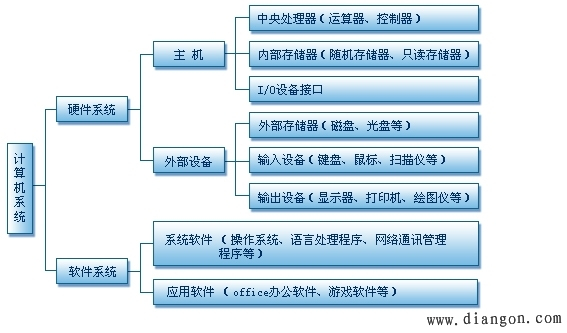 计算机系统
硬件系统
主 机
中央处理器(运算器、控制器)
内部存储器(随机存储器、只读存储器)
I/O设备接口
外部设备
外部存储器(磁盘、光盘等)
输入设备(键盘、鼠标、扫描仪等)
输出设备(显示器、打印机、绘图仪等)
软件系统
系统软件 (操作系统、语言处理程序、网络通讯管理
程序等)
应用软件 (office办公软件、游戏软件等)
www.diangon.com